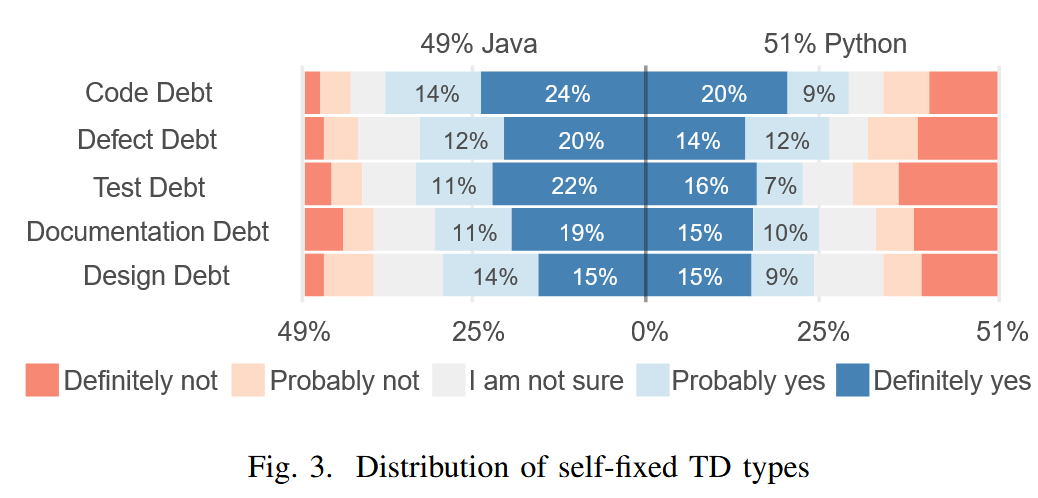 49% Java 51% Python
Code Debt 14% 24% 20% 9%
Defect Debt 12% 20% 14% 12%
Test Debt 11% 22% 16% 7%
Documentation Debt 11% 19% 15% 10%
Design Debt 14% 15% 15% 9%
49% 25% 0% 25% 51%
Definitely not Probably not I am not sure Probably yes Definitely yes
Fig. 3. Distribution of self-fixed TD types